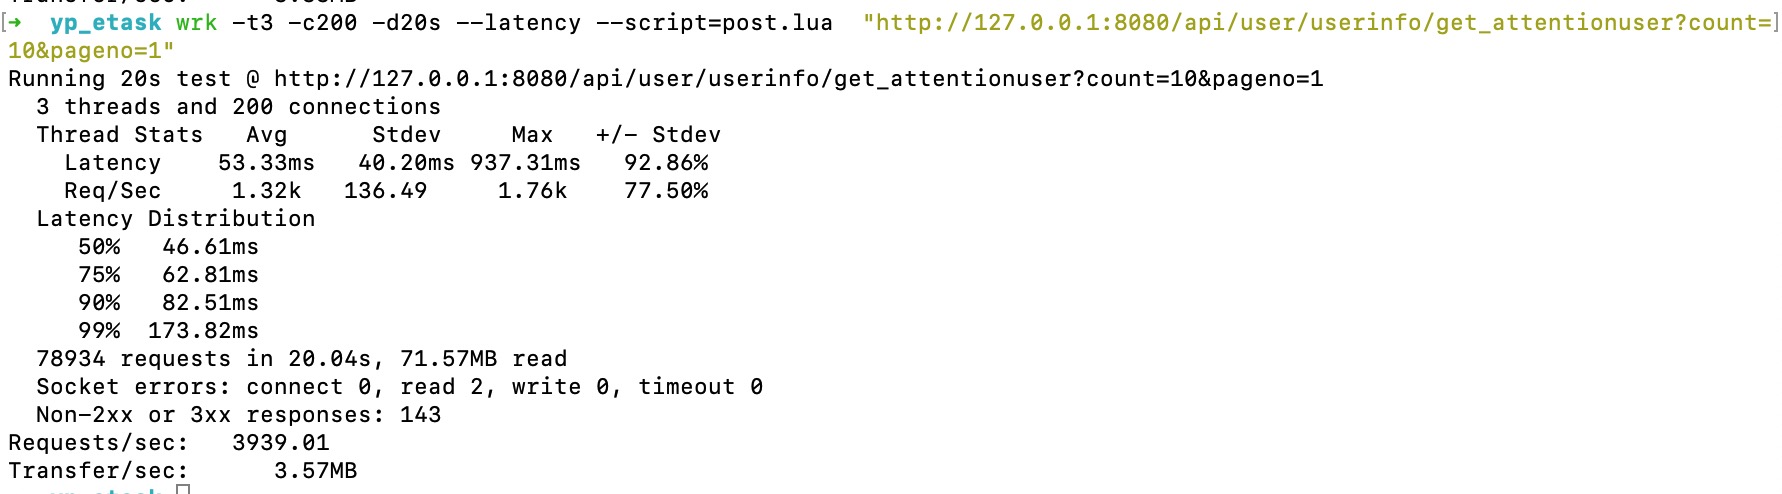 [➜  yp_etask wrk -t3 -c200 -d20s --latency --script=post.lua  "http://127.0.0.1:8080/api/user/userinfo/get_attentionuser?count=]
10&pageno=1"
Running 20s test @ http://127.0.0.1:8080/api/user/userinfo/get_attentionuser?count=10&pageno=1
  3 threads and 200 connections
  Thread Stats   Avg      Stdev     Max   +/- Stdev
    Latency    53.33ms   40.20ms 937.31ms   92.86%
    Req/Sec     1.32k   136.49     1.76k    77.50%
  Latency Distribution
     50%   46.61ms
     75%   62.81ms
     90%   82.51ms
     99%  173.82ms
  78934 requests in 20.04s, 71.57MB read
  Socket errors: connect 0, read 2, write 0, timeout 0
  Non-2xx or 3xx responses: 143
Requests/sec:   3939.01
Transfer/sec:      3.57MB